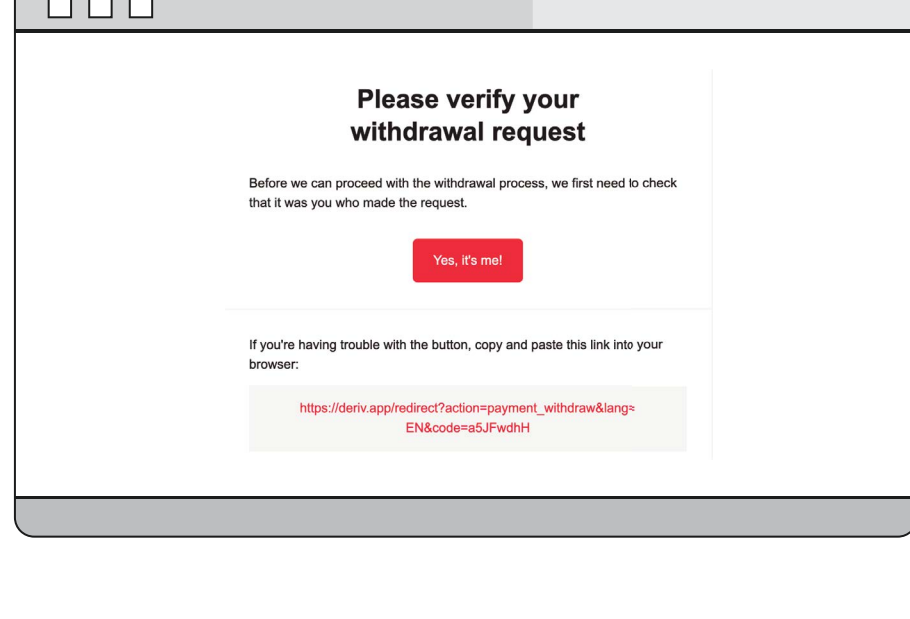 Please verify your
withdrawal request
Before we can proceed with the withdrawal process, we first need to check
that it was you who made the request.
Yes, it's me!
If you're having trouble with the button, copy and paste this link into your
browser:
https://deriv.app/redirect?action=payment_withdraw&lang=
EN&code=a5JFwdhH